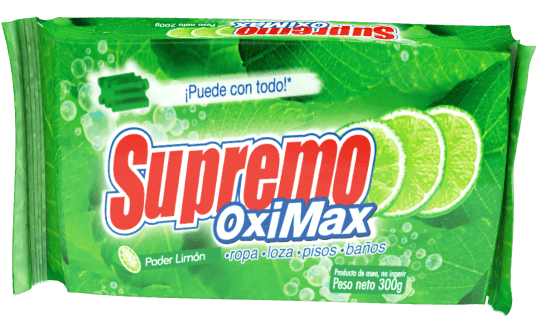 Supremo
OxiMax
Peso neto 200g
¡Puede con todo!*
Supremo
OxiMax
•ropa •loza •pisos •baños
Poder Limón
Producto de aseo, no ingerir
Peso neto 300g